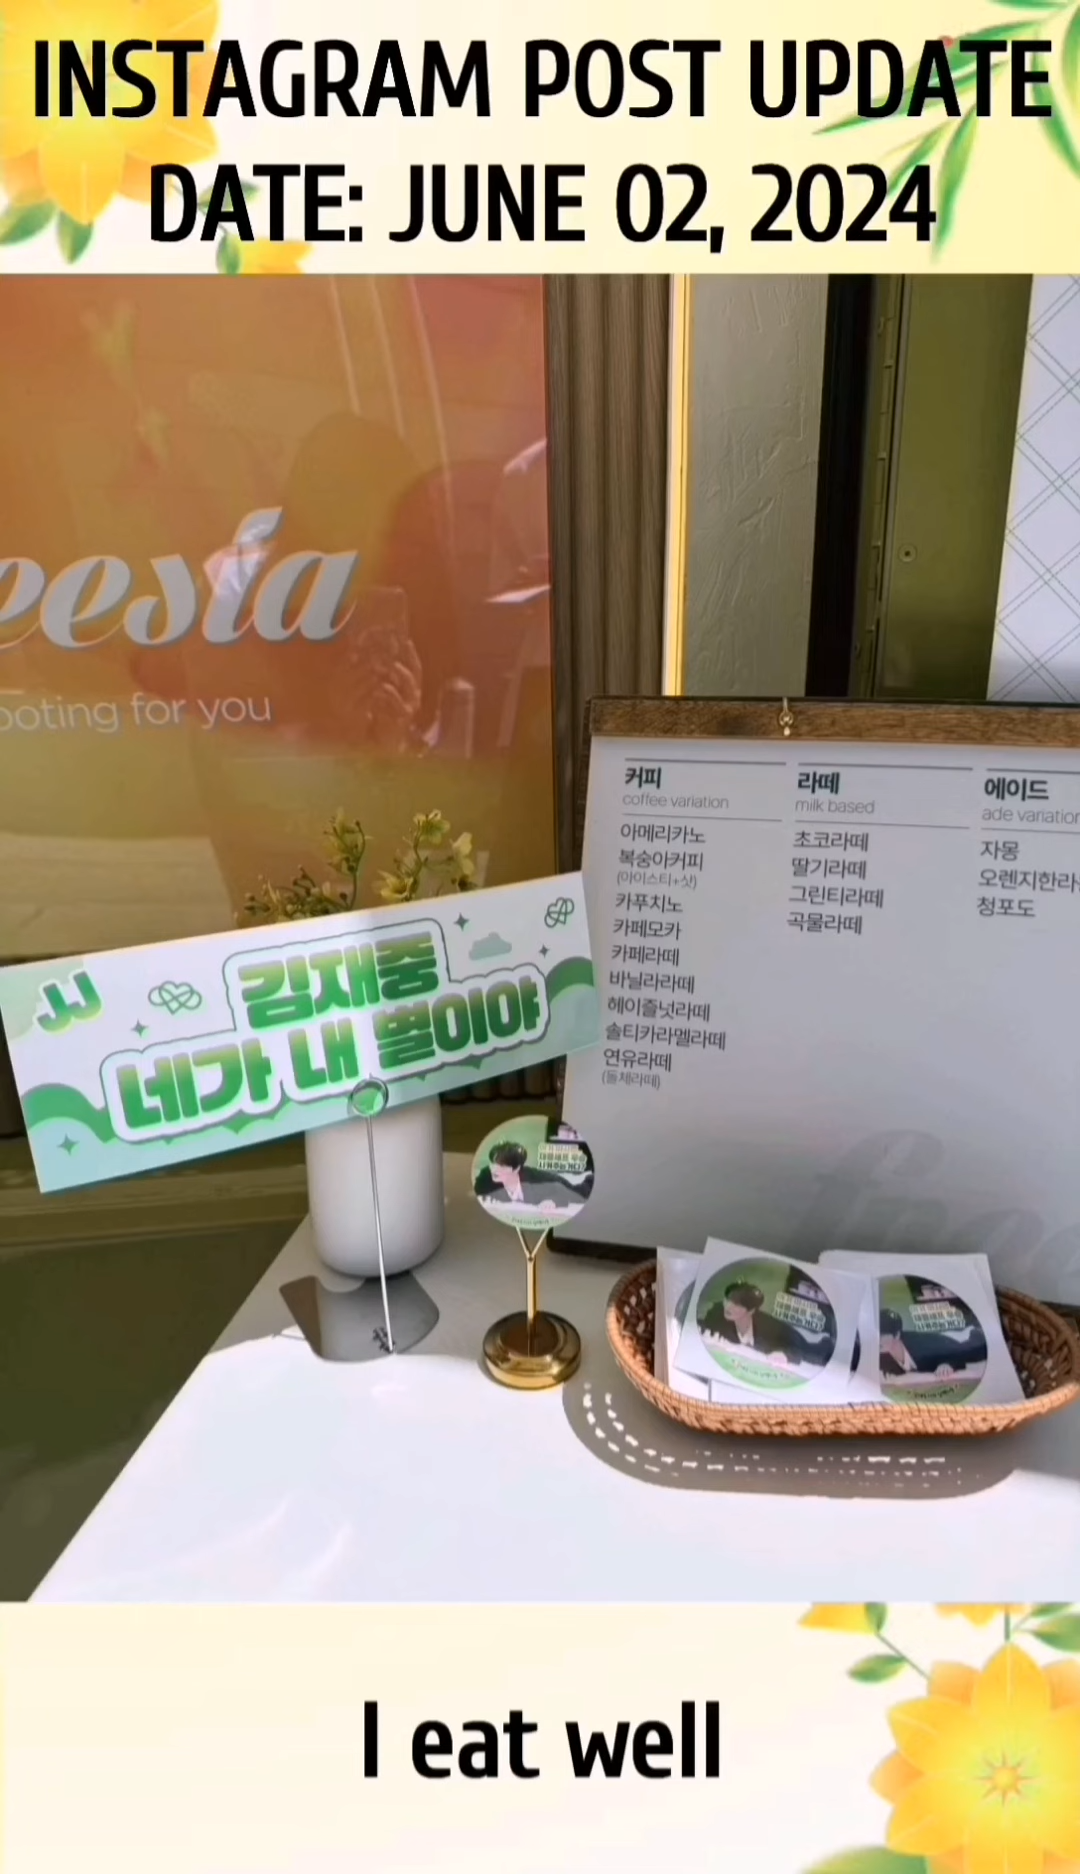 INSTAGRAM POST UPDATE
DATE: JUNE 02, 2024
eesia
ooting for you
커피
coffee variation
아메리카노
복숭아커피
(아이스티+샷)
카푸치노
카페모카
카페라떼
바닐라라떼
헤이즐넛라떼
솔티카라멜라떼
연유라떼
(돌체라떼)
라떼
milk based
초코라떼
딸기라떼
그린티라떼
곡물라떼
에이드
ade variation
자몽
오렌지한라
청포도
JJ
김재중
네가 내 별이야
I eat well